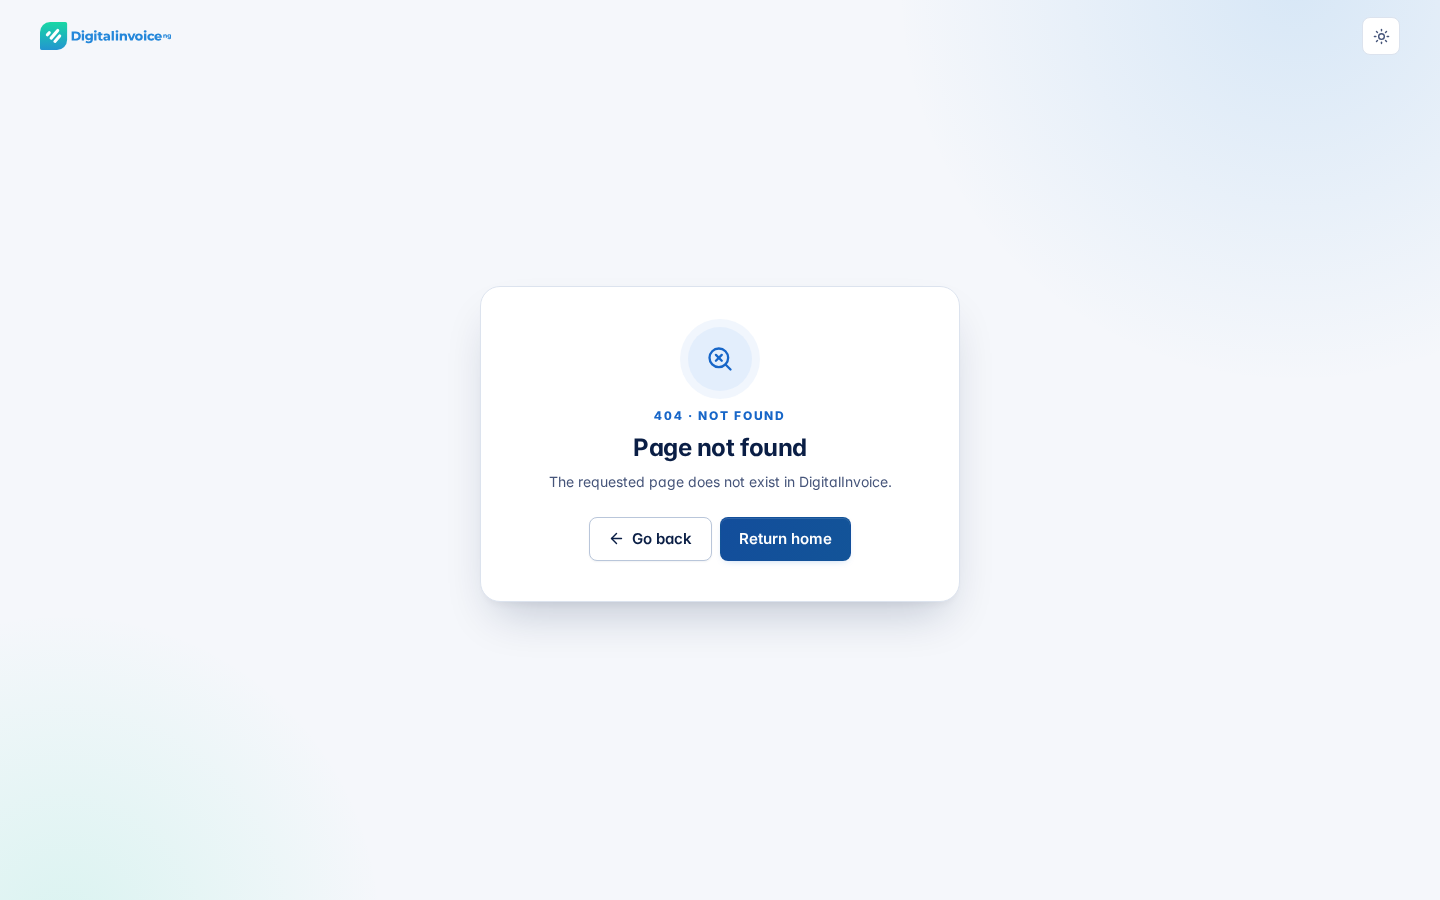 Digitalinvoice ng
404 · NOT FOUND
Page not found
The requested page does not exist in DigitalInvoice.
Go back
Return home